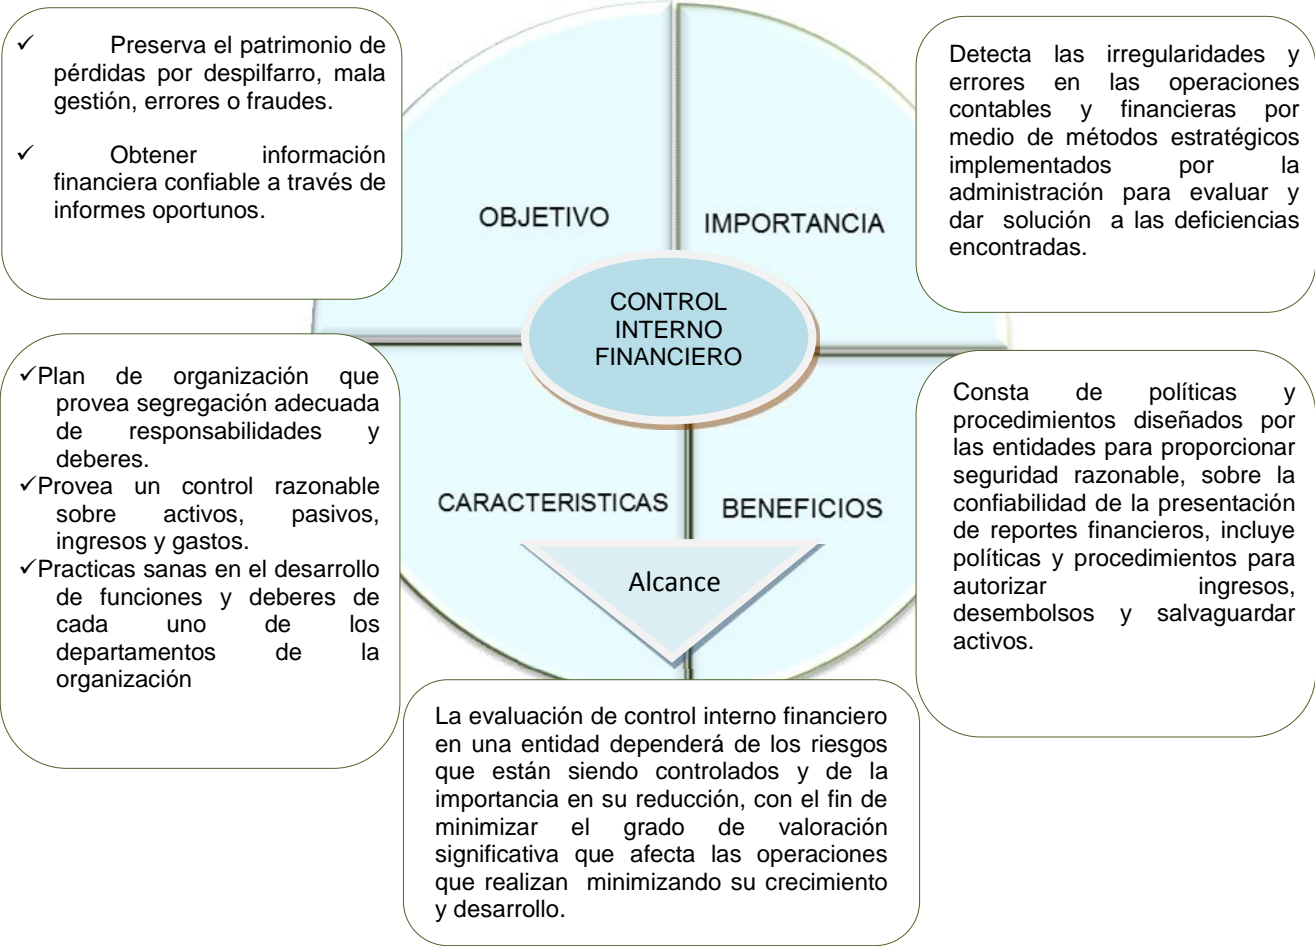 ✓ Preserva el patrimonio de
pérdidas por despilfarro, mala
gestión, errores o fraudes.
✓ Obtener información
financiera confiable a través de
informes oportunos.
OBJETIVO
IMPORTANCIA
Detecta las irregularidades y
errores en las operaciones
contables y financieras por
medio de métodos estratégicos
implementados por la
administración para evaluar y
dar solución a las deficiencias
encontradas.
CONTROL
INTERNO
FINANCIERO
✓Plan de organización que
provea segregación adecuada
de responsabilidades y
deberes.
✓Provea un control razonable
sobre activos, pasivos,
ingresos y gastos.
✓Practicas sanas en el desarrollo
de funciones y deberes de
cada uno de los
departamentos de la
organización
CARACTERISTICAS
BENEFICIOS
Consta de políticas y
procedimientos diseñados por
las entidades para proporcionar
seguridad razonable, sobre la
confiabilidad de la presentación
de reportes financieros, incluye
políticas y procedimientos para
autorizar ingresos,
desembolsos y salvaguardar
activos.
Alcance
La evaluación de control interno financiero
en una entidad dependerá de los riesgos
que están siendo controlados y de la
importancia en su reducción, con el fin de
minimizar el grado de valoración
significativa que afecta las operaciones
que realizan minimizando su crecimiento
y desarrollo.